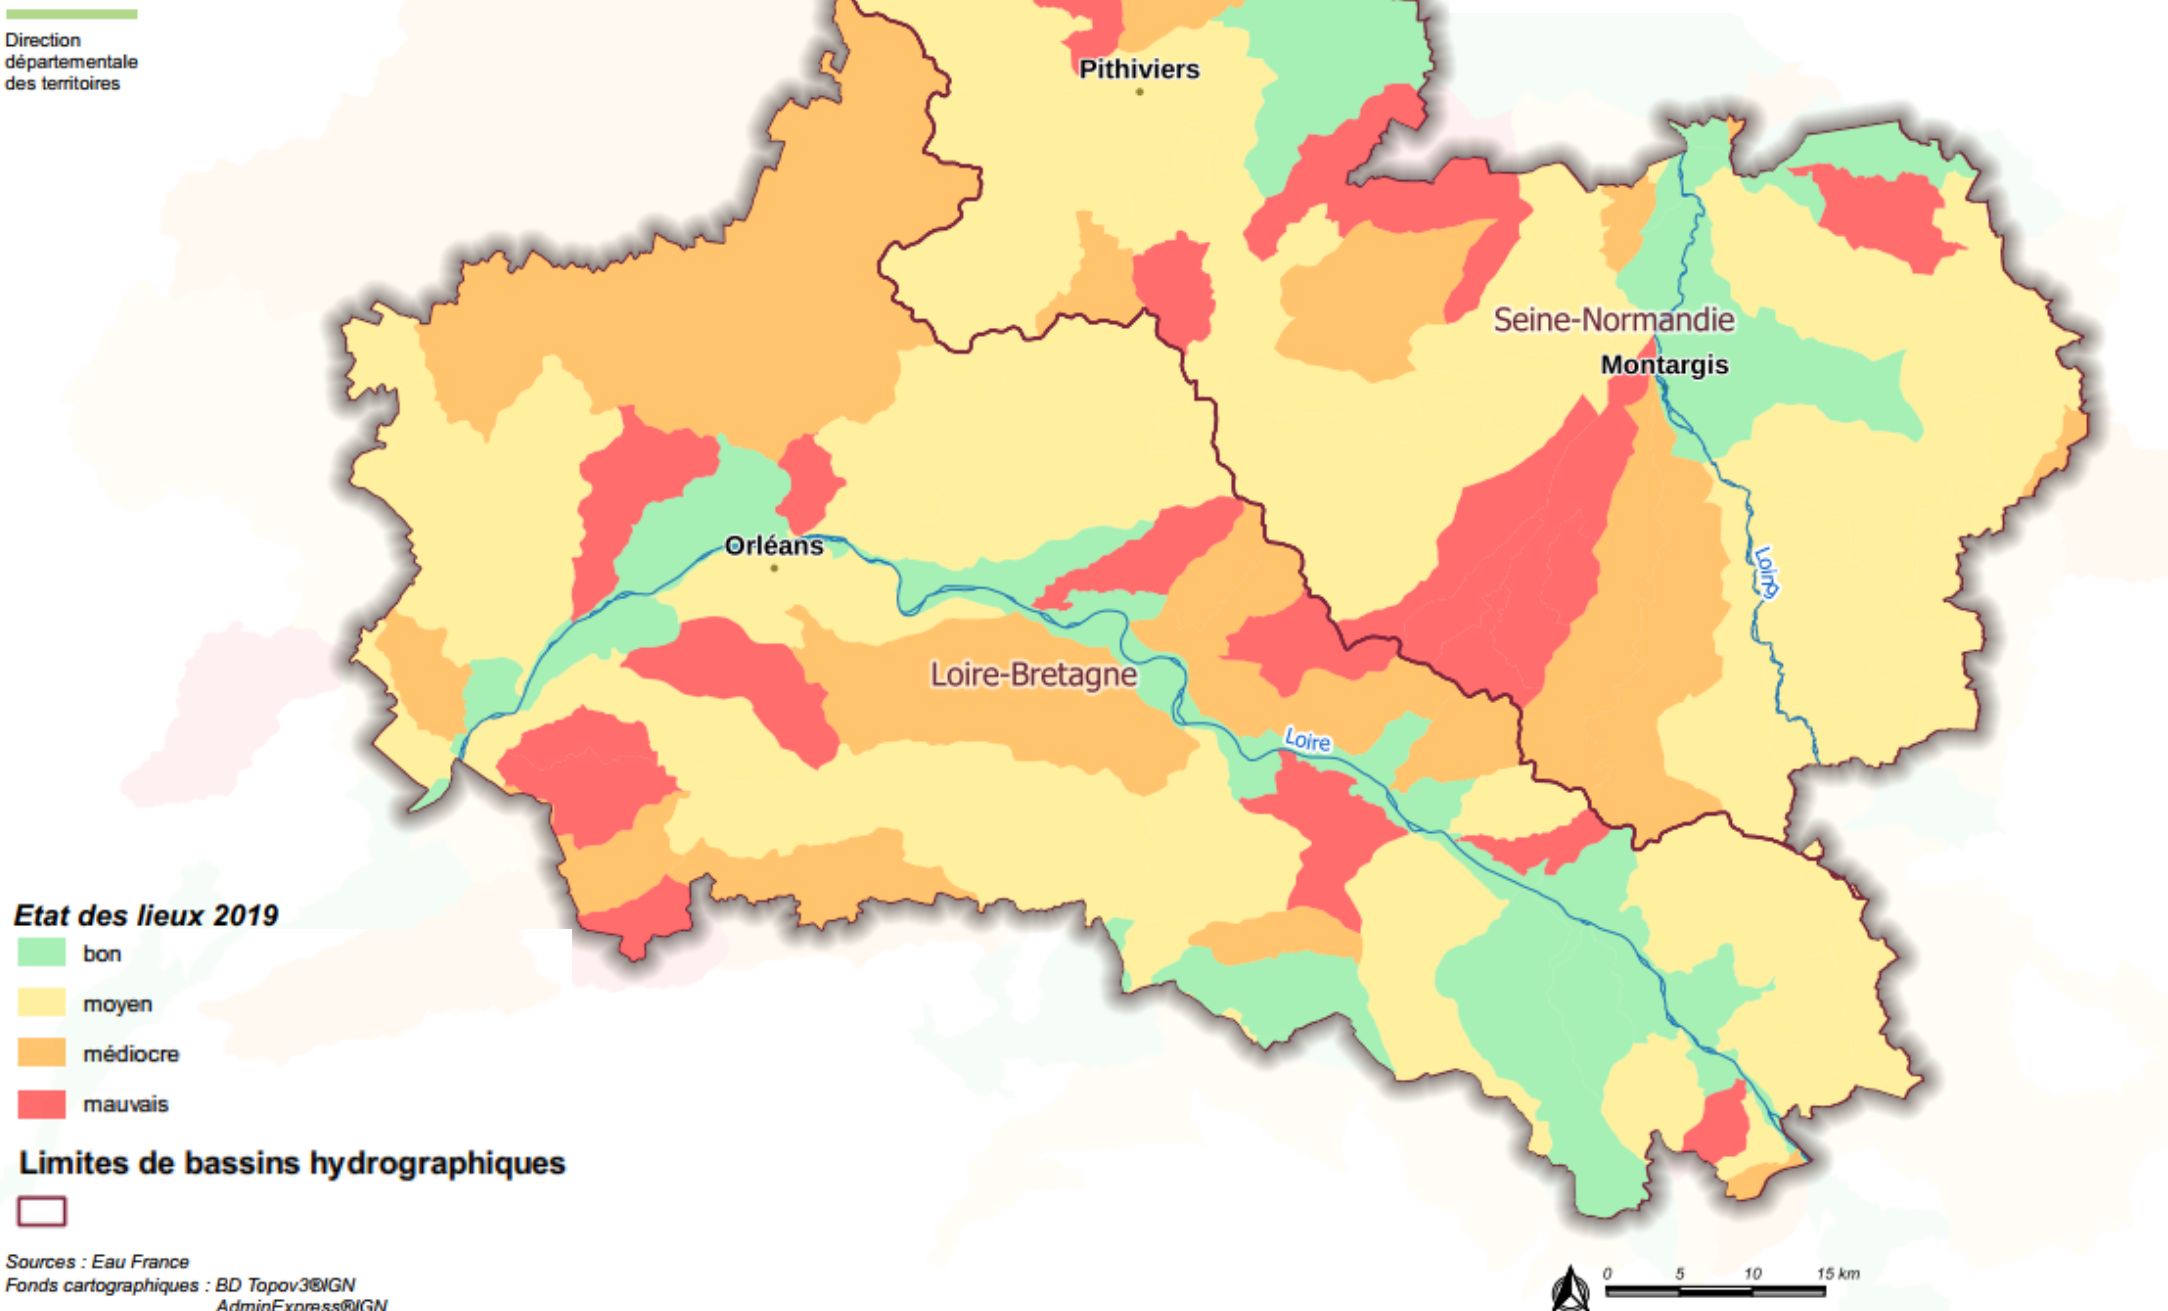 Direction
départementale
des territoires
Pithiviers
Seine-Normandie
Montargis
Orléans
Loing
Loire-Bretagne
Loire
Etat des lieux 2019
bon
moyen
médiocre
mauvais
Limites de bassins hydrographiques
Sources : Eau France
Fonds cartographiques : BD Topov3®IGN
AdminExpress®IGN
0 5 10 15 km